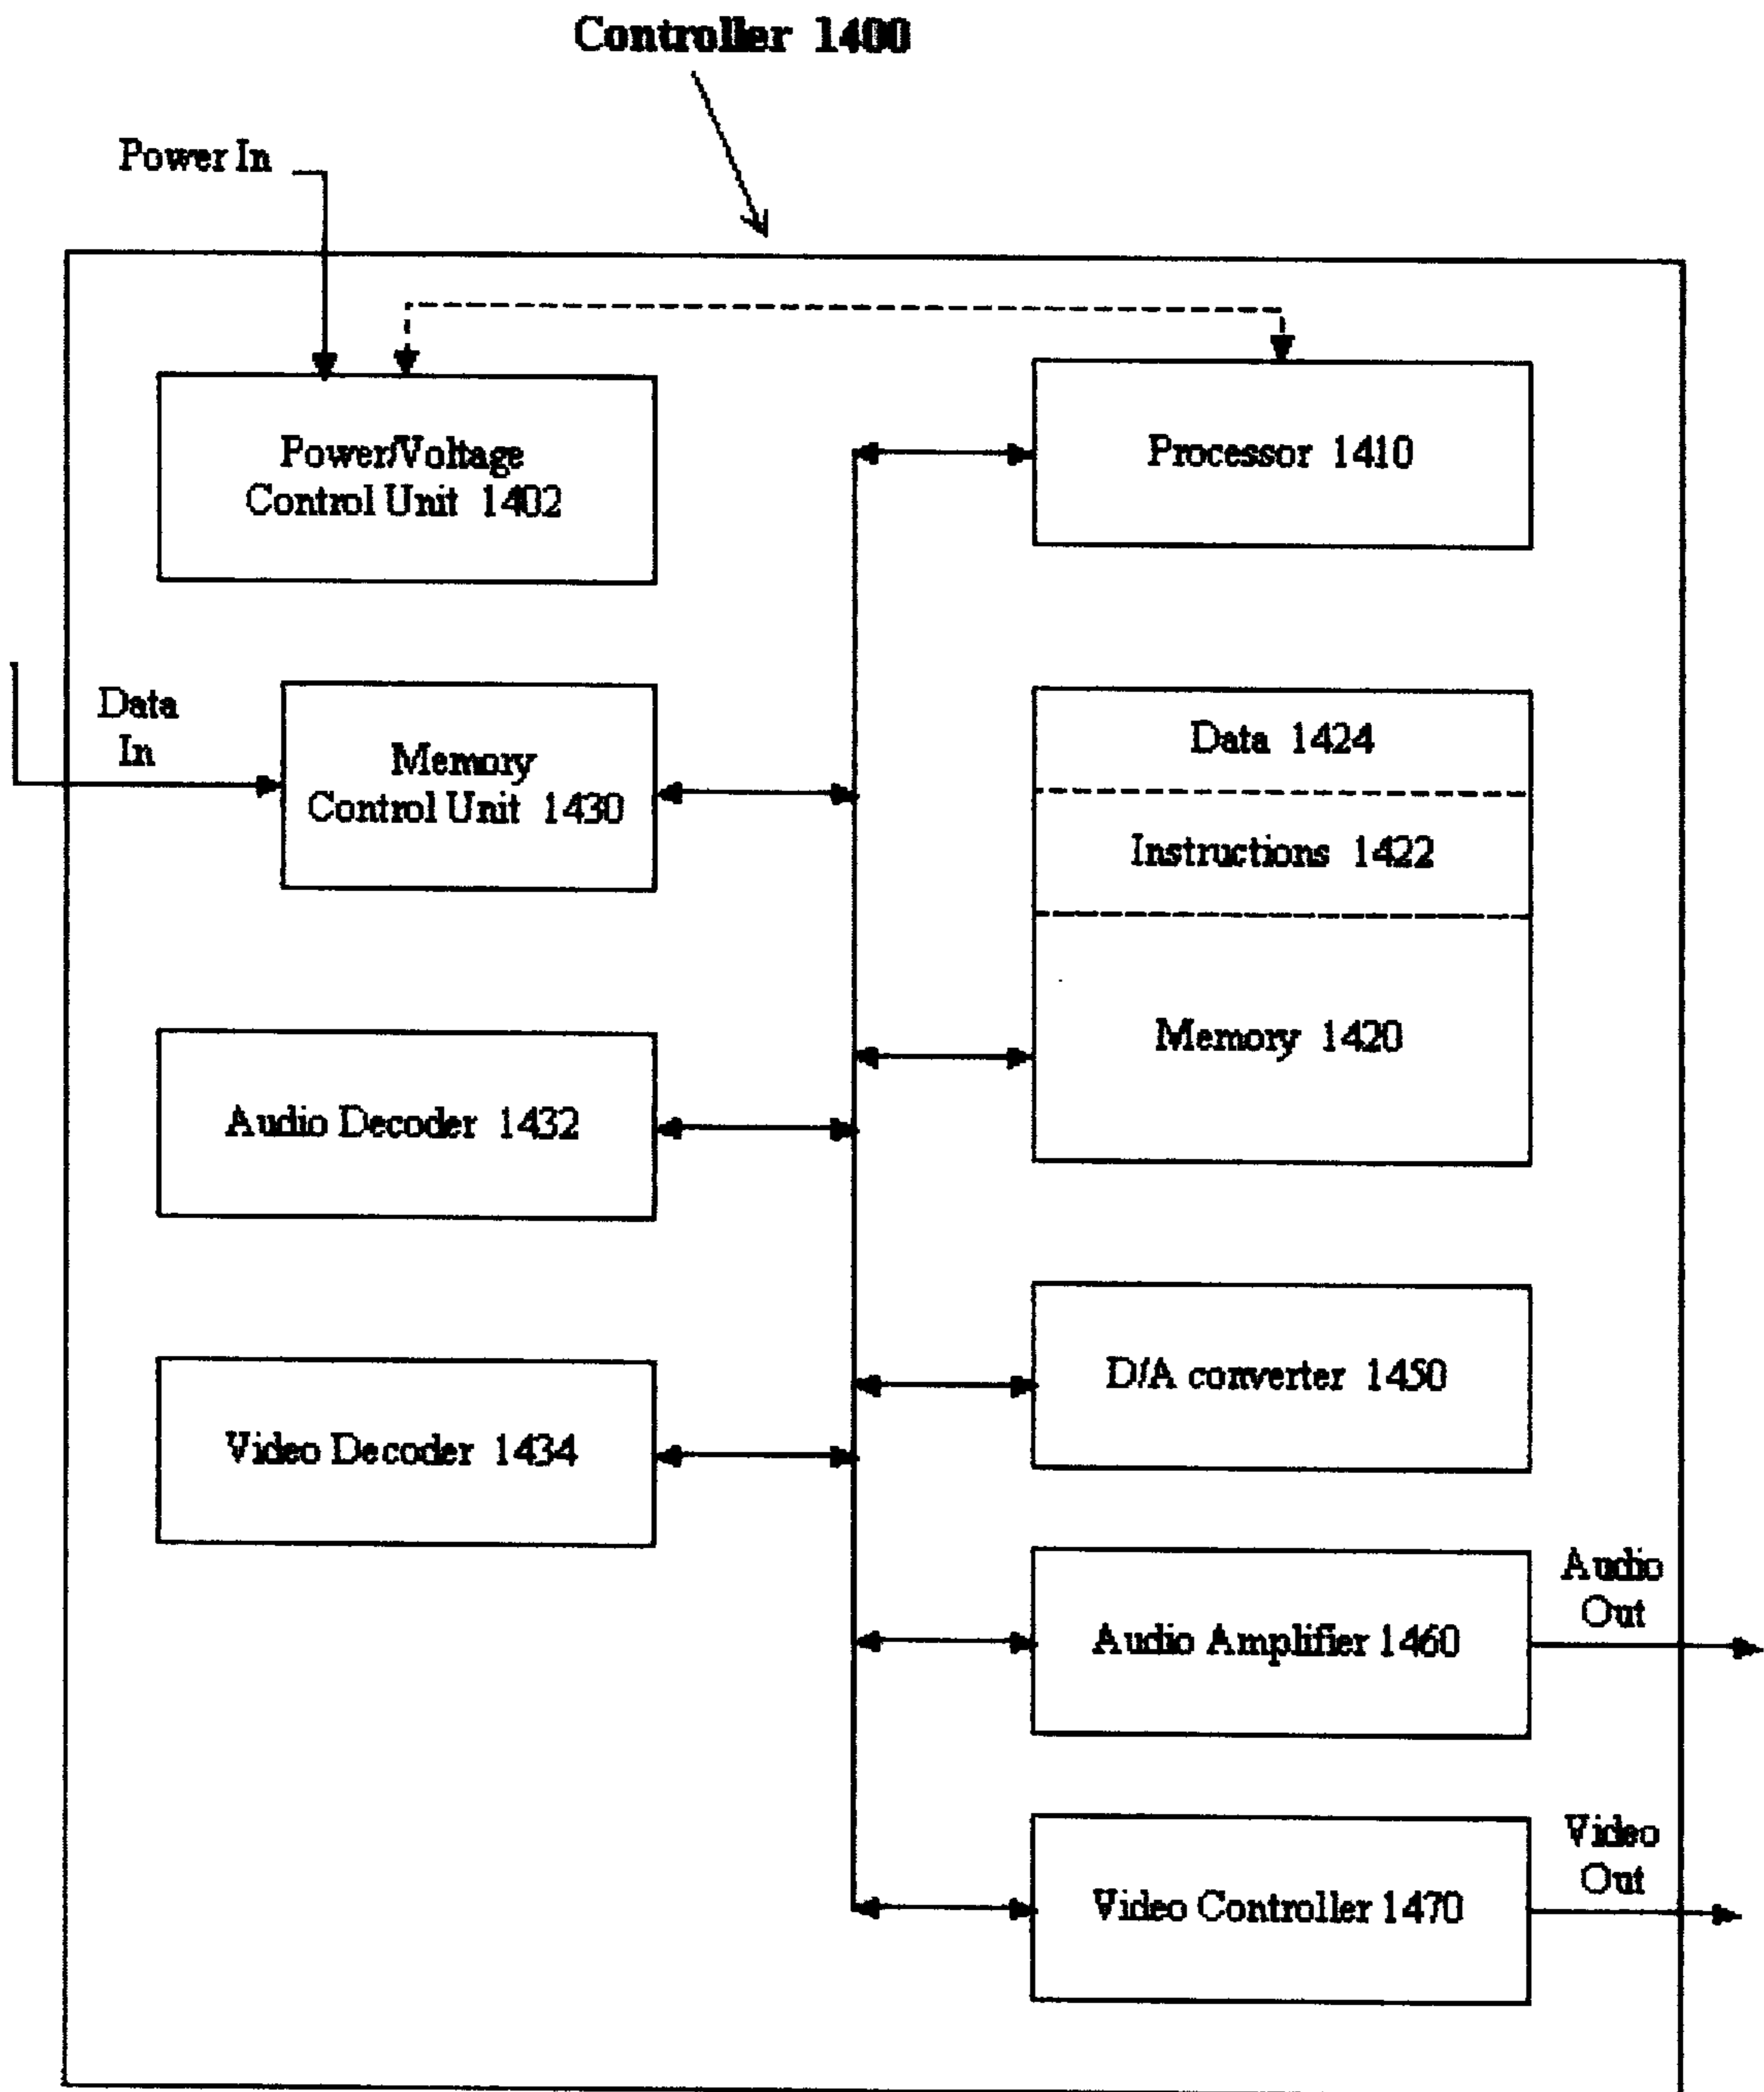 Controller 1400
Power In
Power/Voltage
Control Unit 1402
Processor 1410
Data
In
Memory
Control Unit 1430
Data 1424
Instructions 1422
Memory 1420
Audio Decoder 1432
D/A converter 1450
Video Decoder 1434
Audio Amplifier 1460
Audio
Out
Video Controller 1470
Video
Out